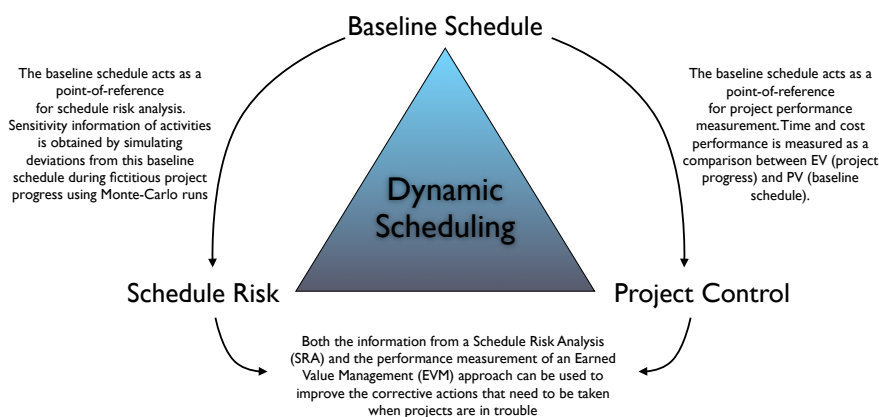 Baseline Schedule
The baseline schedule acts as a
point-of-reference
for schedule risk analysis.
Sensitivity information of activities
is obtained by simulating
deviations from this baseline
schedule during fictitious project
progress using Monte-Carlo runs
The baseline schedule acts as a
point-of-reference
for project performance
measurement. Time and cost
performance is measured as a
comparison between EV (project
progress) and PV (baseline
schedule).
Dynamic
Scheduling
Schedule Risk
Project Control
Both the information from a Schedule Risk Analysis
(SRA) and the performance measurement of an Earned
Value Management (EVM) approach can be used to
improve the corrective actions that need to be taken
when projects are in trouble